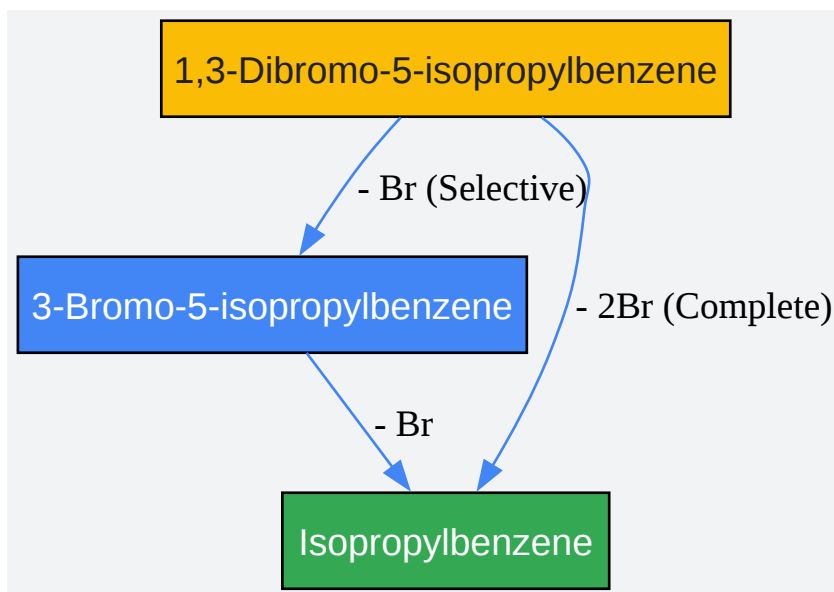 1,3-Dibromo-5-isopropylbenzene
- Br (Selective)
3-Bromo-5-isopropylbenzene
- 2Br (Complete)
- Br
Isopropylbenzene